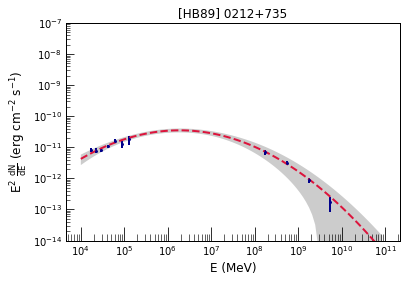 [HB89] 0212+735
10⁻⁷
10⁻⁸
10⁻⁹
10⁻¹⁰
10⁻¹¹
10⁻¹²
10⁻¹³
10⁻¹⁴
E² dN/dE (erg cm⁻² s⁻¹)
10⁴ 10⁵ 10⁶ 10⁷ 10⁸ 10⁹ 10¹⁰ 10¹¹
E (MeV)